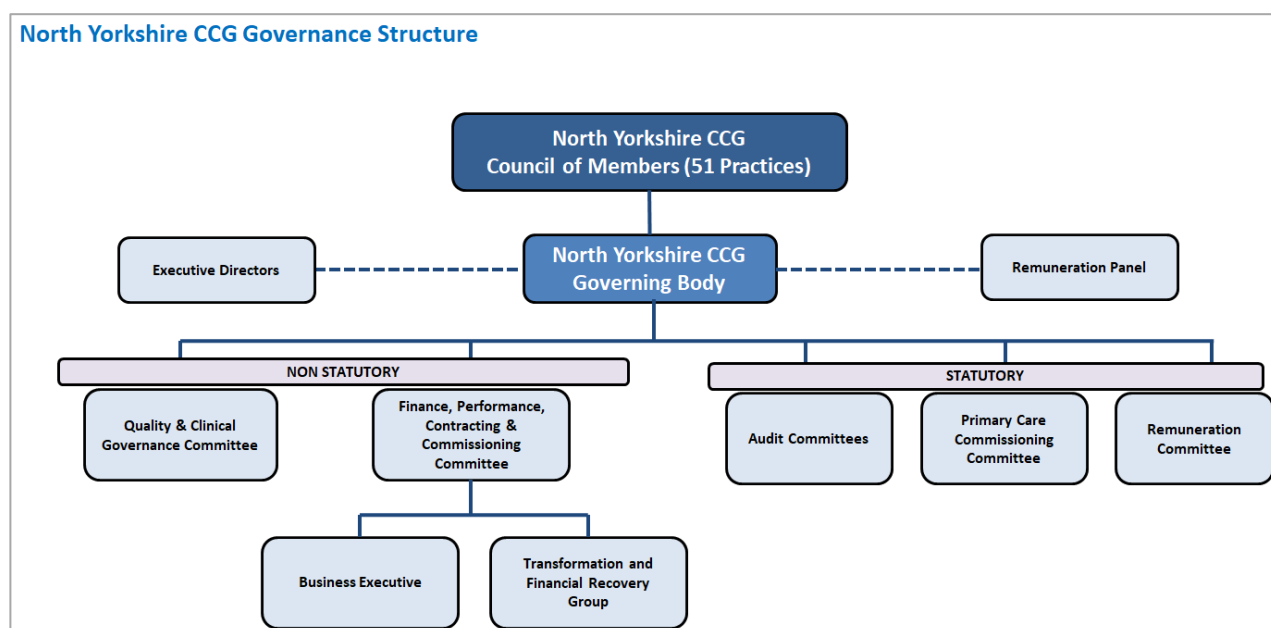 North Yorkshire CCG Governance Structure
North Yorkshire CCG
Council of Members (51 Practices)
Executive Directors
North Yorkshire CCG
Governing Body
Remuneration Panel
NON STATUTORY
STATUTORY
Quality & Clinical
Governance Committee
Finance, Performance,
Contracting &
Commissioning
Committee
Audit Committees
Primary Care
Commissioning
Committee
Remuneration
Committee
Business Executive
Transformation and
Financial Recovery
Group